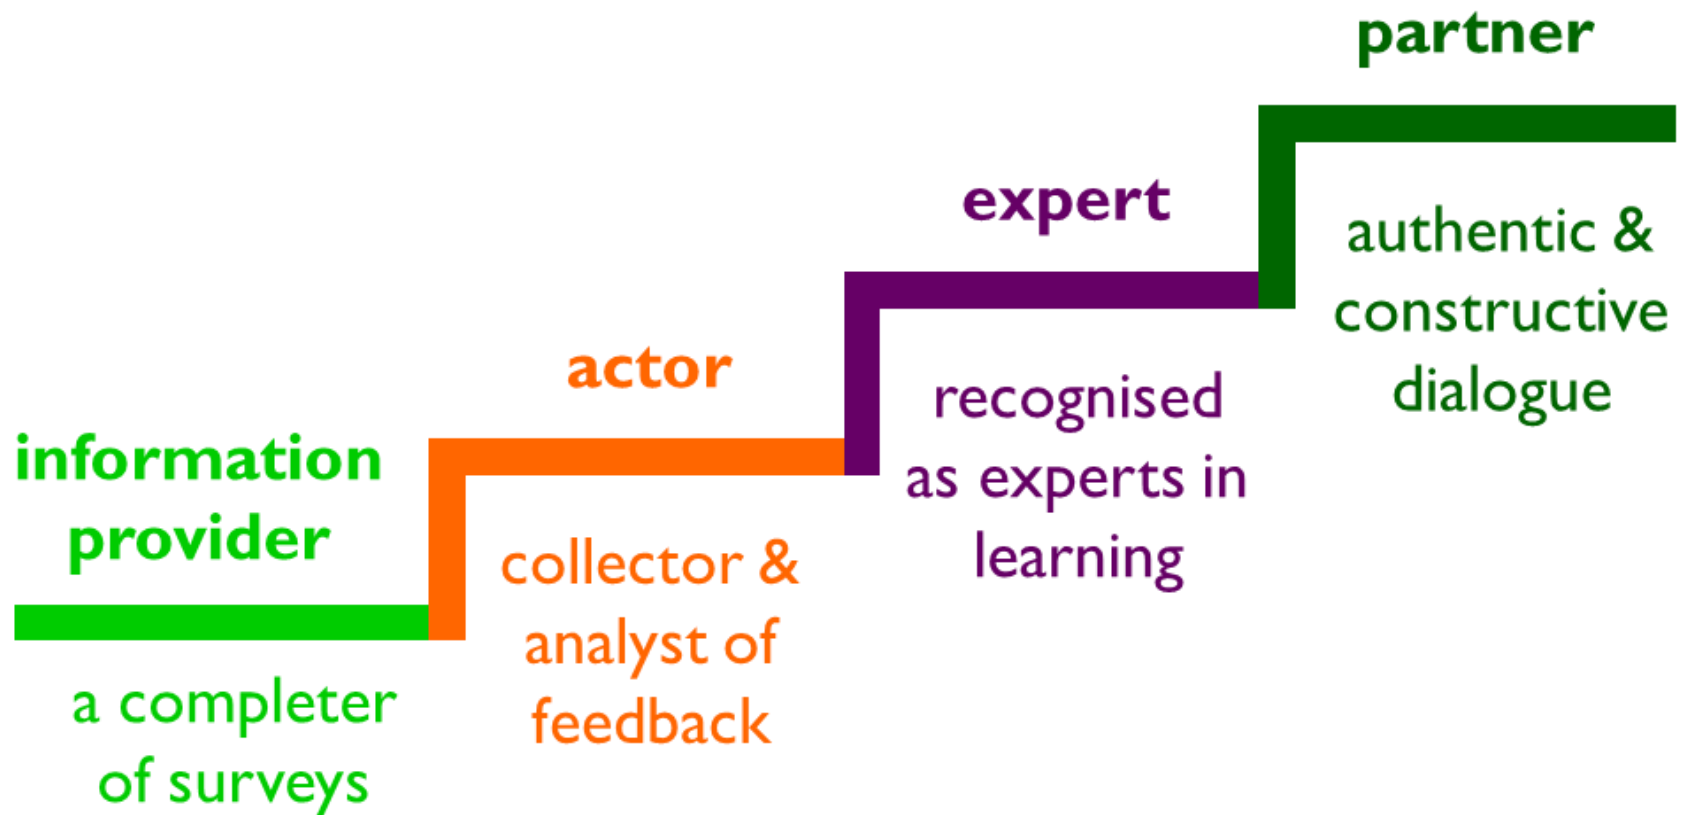 information
provider
a completer
of surveys
actor
collector &
analyst of
feedback
expert
recognised
as experts in
learning
partner
authentic &
constructive
dialogue